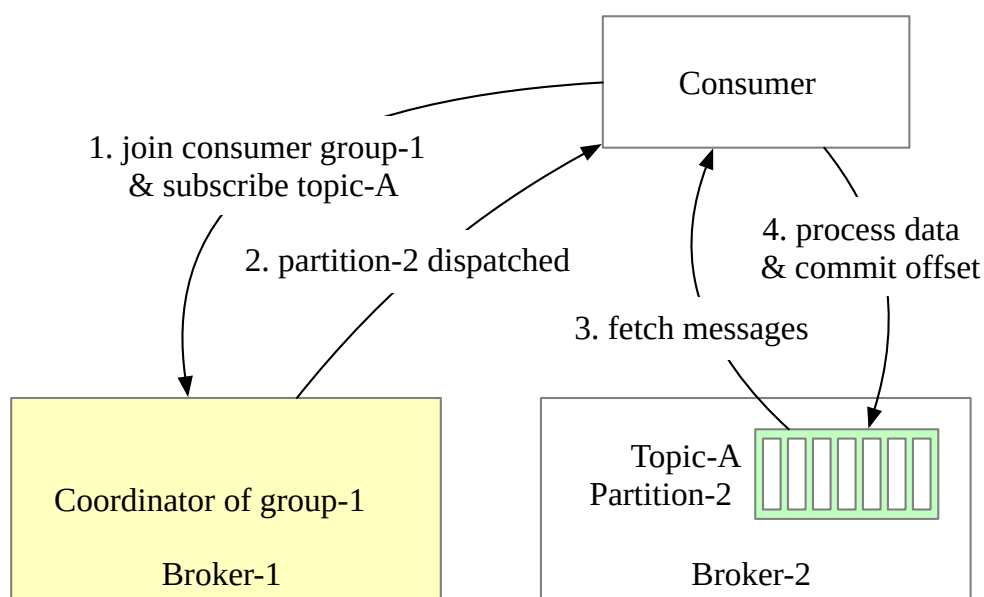 Consumer
1. join consumer group-1
& subscribe topic-A
2. partition-2 dispatched
4. process data
& commit offset
3. fetch messages
Coordinator of group-1
Broker-1
Topic-A
Partition-2
Broker-2